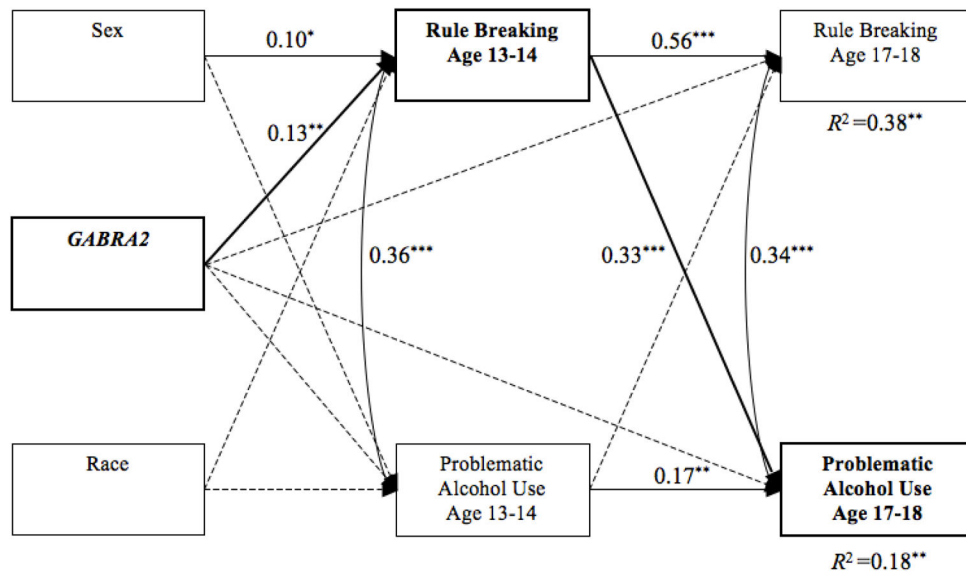 Sex
0.10*
Rule Breaking
Age 13-14
0.56***
Rule Breaking
Age 17-18
R² =0.38**
0.13**
GABRA2
0.36***
0.33***
0.34***
Race
Problematic
Alcohol Use
Age 13-14
0.17**
Problematic
Alcohol Use
Age 17-18
R² =0.18**